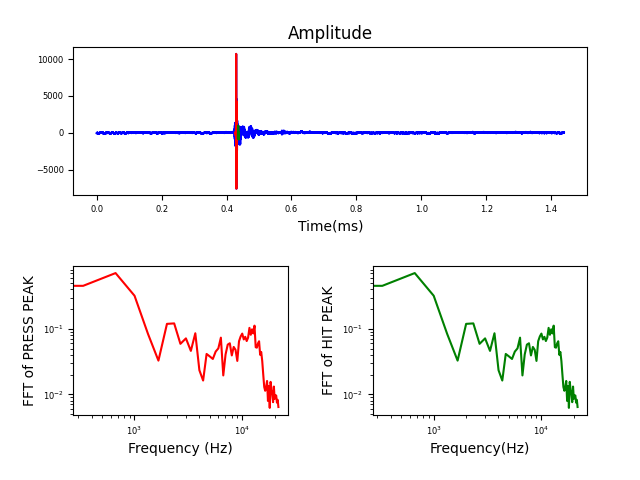 Amplitude
10000
5000
0
−5000
0.0 0.2 0.4 0.6 0.8 1.0 1.2 1.4
Time(ms)
FFT of PRESS PEAK
10⁻¹
10⁻²
10³ 10⁴
Frequency (Hz)
FFT of HIT PEAK
10⁻¹
10⁻²
10³ 10⁴
Frequency(Hz)